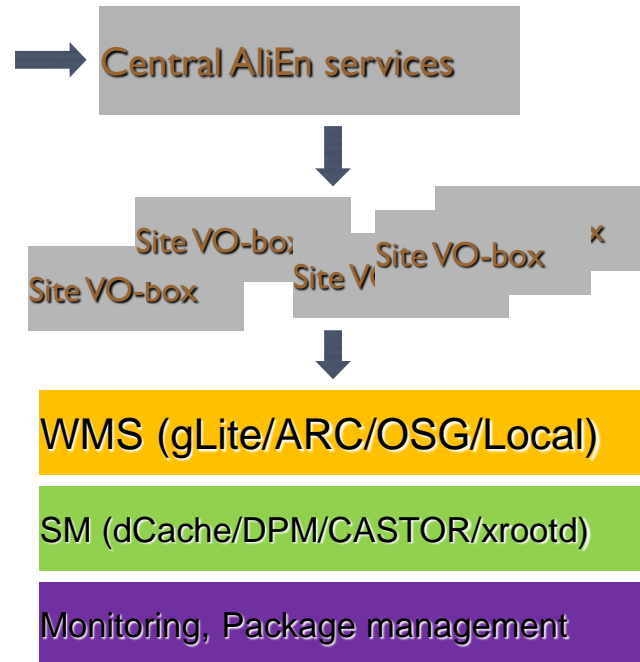 Central AliEn services
Site VO-box
Site VO-box
Site VO-box
Site
WMS (gLite/ARC/OSG/Local)
SM (dCache/DPM/CASTOR/xrootd)
Monitoring, Package management